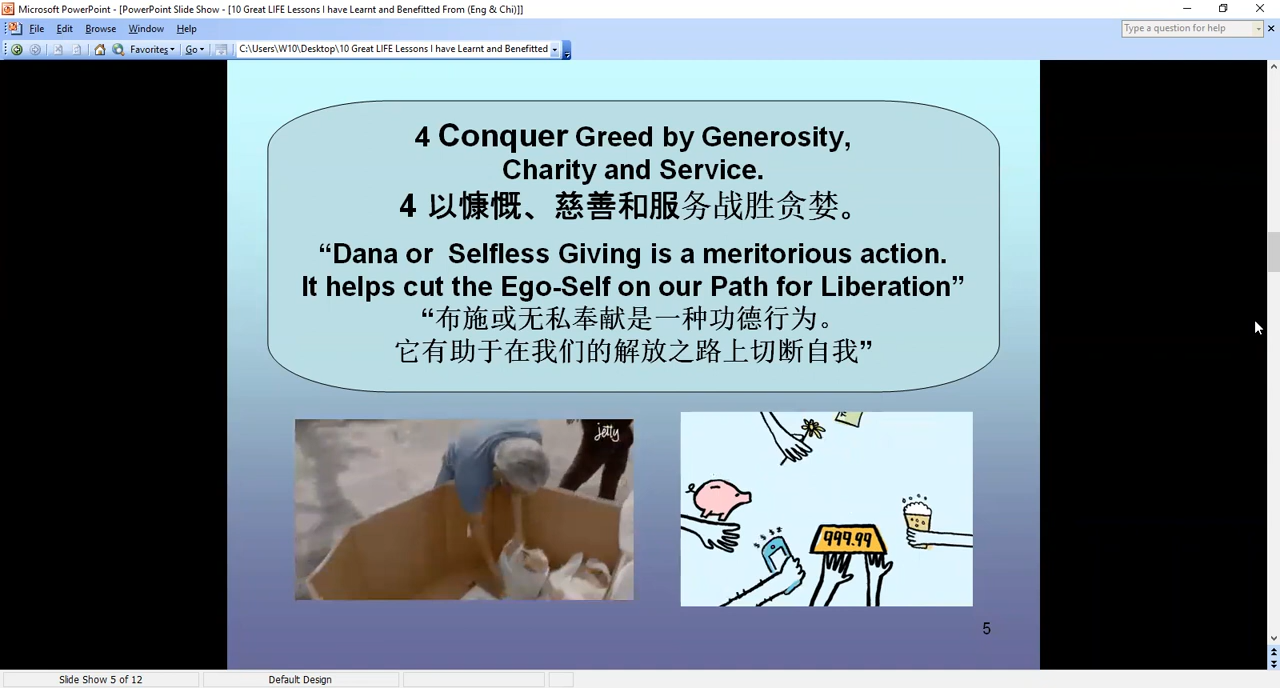 Microsoft PowerPoint - [PowerPoint Slide Show - [10 Great LIFE Lessons I have Learnt and Benefitted From (Eng & Chi)]]
File Edit Browse Window Help
Type a question for help
Favorites Go C:\Users\W10\Desktop\10 Great LIFE Lessons I have Learnt and Benefitted
4 Conquer Greed by Generosity,
Charity and Service.
4 以慷慨、慈善和服务战胜贪婪。
“Dana or Selfless Giving is a meritorious action.
It helps cut the Ego-Self on our Path for Liberation”
“布施或无私奉献是一种功德行为。
它有助于在我们的解放之路上切断自我”
jetty
999.99
5
Slide Show 5 of 12
Default Design